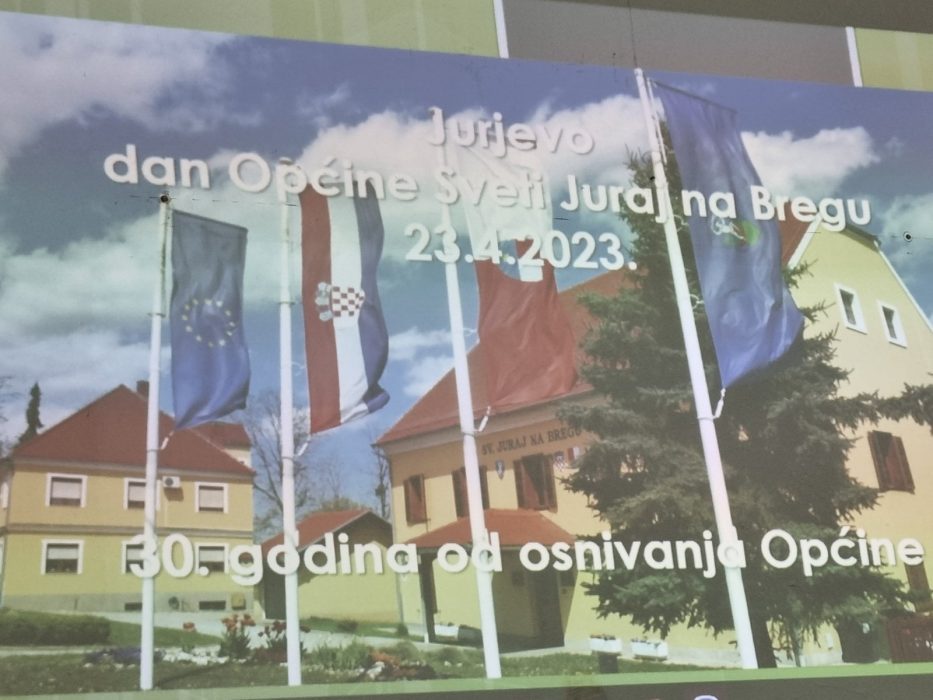 Jurjevo
dan Općine Sveti Juraj na Bregu
23.4.2023.
SV. JURAJ NA BREGU
30. godina od osnivanja Općine